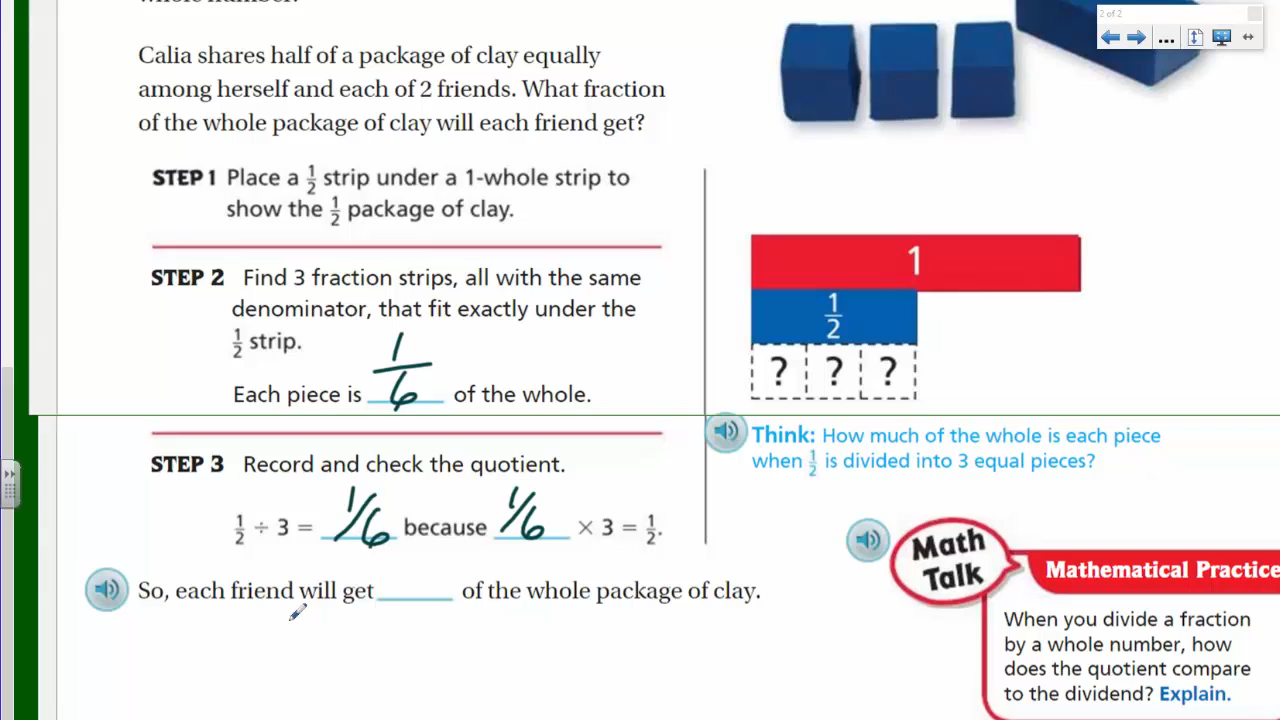 whole number.
Calia shares half of a package of clay equally
among herself and each of 2 friends. What fraction
of the whole package of clay will each friend get?
STEP 1 Place a 1/2 strip under a 1-whole strip to
show the 1/2 package of clay.
STEP 2 Find 3 fraction strips, all with the same
denominator, that fit exactly under the
1/2 strip.
Each piece is 1/6 of the whole.
STEP 3 Record and check the quotient.
1/2 ÷ 3 = 1/6 because 1/6 × 3 = 1/2.
So, each friend will get ____ of the whole package of clay.
2 of 2
...
1
1/2
? ? ?
Think: How much of the whole is each piece
when 1/2 is divided into 3 equal pieces?
Math
Talk
Mathematical Practice
When you divide a fraction
by a whole number, how
does the quotient compare
to the dividend? Explain.